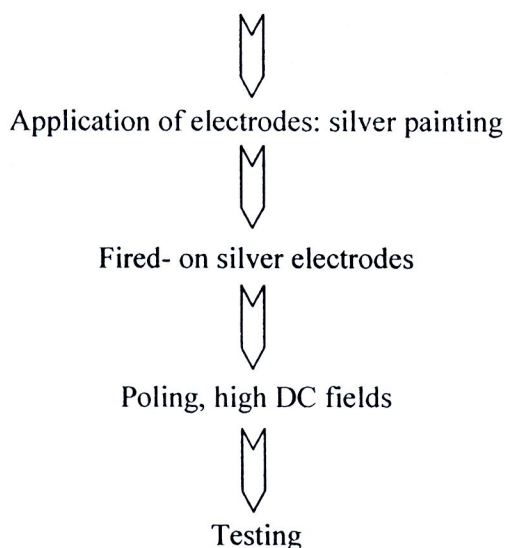 Application of electrodes: silver painting
Fired- on silver electrodes
Poling, high DC fields
Testing